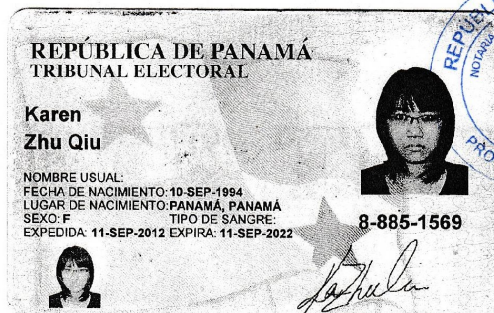 REPÚBLICA DE PANAMÁ
TRIBUNAL ELECTORAL
Karen
Zhu Qiu
NOMBRE USUAL:
FECHA DE NACIMIENTO: 10-SEP-1994
LUGAR DE NACIMIENTO: PANAMÁ, PANAMÁ
SEXO: F TIPO DE SANGRE:
EXPEDIDA: 11-SEP-2012 EXPIRA: 11-SEP-2022
8-885-1569